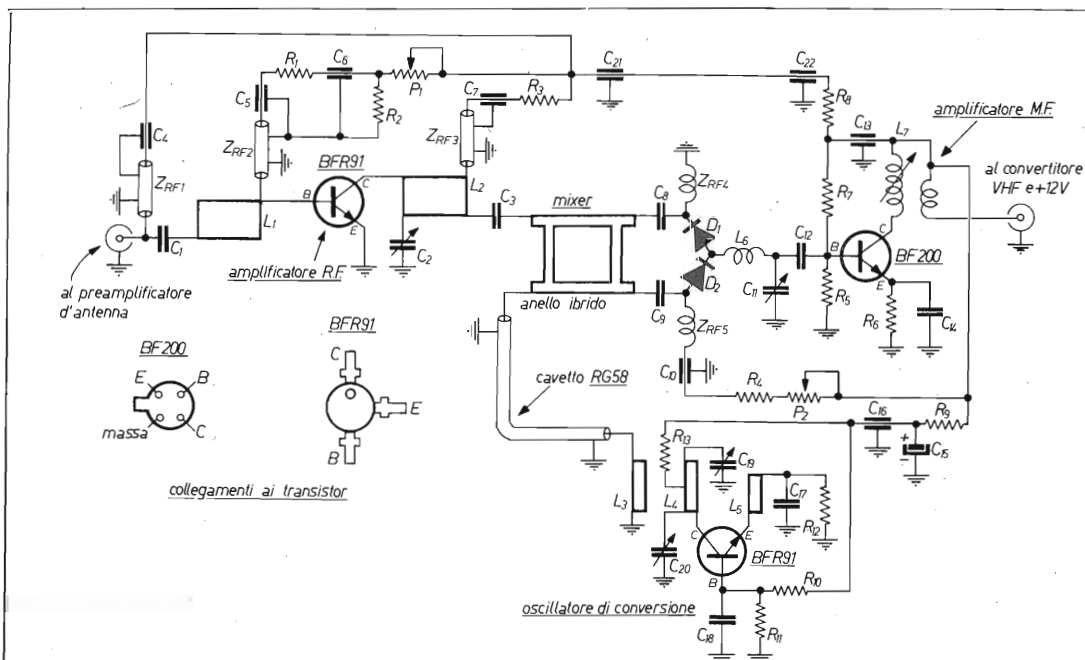 C4
ZRF1
C1
al preamplificatore
d'antenna
L1
C5
ZRF2
R1
C6
R2
P1
BFR91
B
C
E
amplificatore R.F.
C7
R3
ZRF3
L2
C2
C3
C21
C22
mixer
anello ibrido
C8
C9
ZRF4
D1
D2
ZRF5
C10
L6
C11
C12
R8
R7
R5
C13
L7
amplificatore M.F.
al convertitore
VHF e+12V
B
C
E
BF200
R6
C14
R4
P2
C16
R9
+
-
C15
BF200
E
B
massa
C
BFR91
C
E
B
collegamenti ai transistor
cavetto RG58
L3
R13
L4
C19
C20
L5
C17
R12
C
E
B
BFR91
R10
R11
C18
oscillatore di conversione